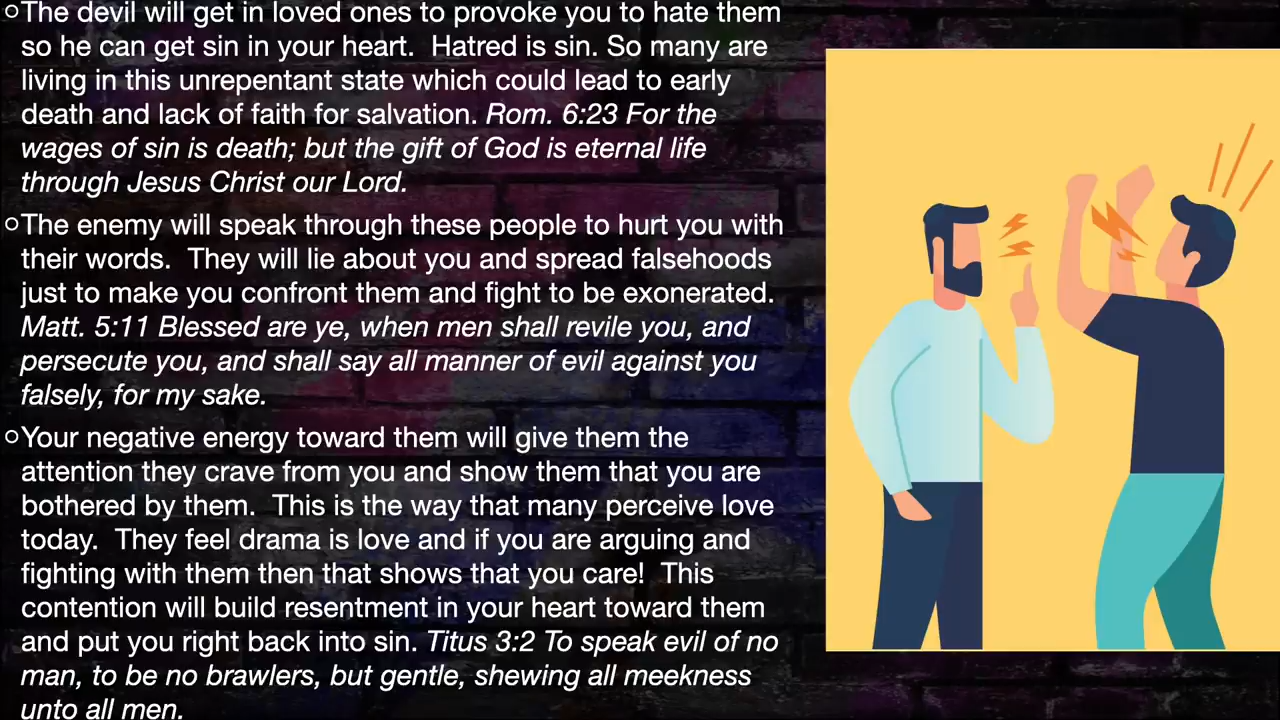 ○The devil will get in loved ones to provoke you to hate them
so he can get sin in your heart.  Hatred is sin. So many are
living in this unrepentant state which could lead to early
death and lack of faith for salvation. Rom. 6:23 For the
wages of sin is death; but the gift of God is eternal life
through Jesus Christ our Lord.
○The enemy will speak through these people to hurt you with
their words.  They will lie about you and spread falsehoods
just to make you confront them and fight to be exonerated.
Matt. 5:11 Blessed are ye, when men shall revile you, and
persecute you, and shall say all manner of evil against you
falsely, for my sake.
○Your negative energy toward them will give them the
attention they crave from you and show them that you are
bothered by them.  This is the way that many perceive love
today.  They feel drama is love and if you are arguing and
fighting with them then that shows that you care!  This
contention will build resentment in your heart toward them
and put you right back into sin. Titus 3:2 To speak evil of no
man, to be no brawlers, but gentle, shewing all meekness
unto all men.